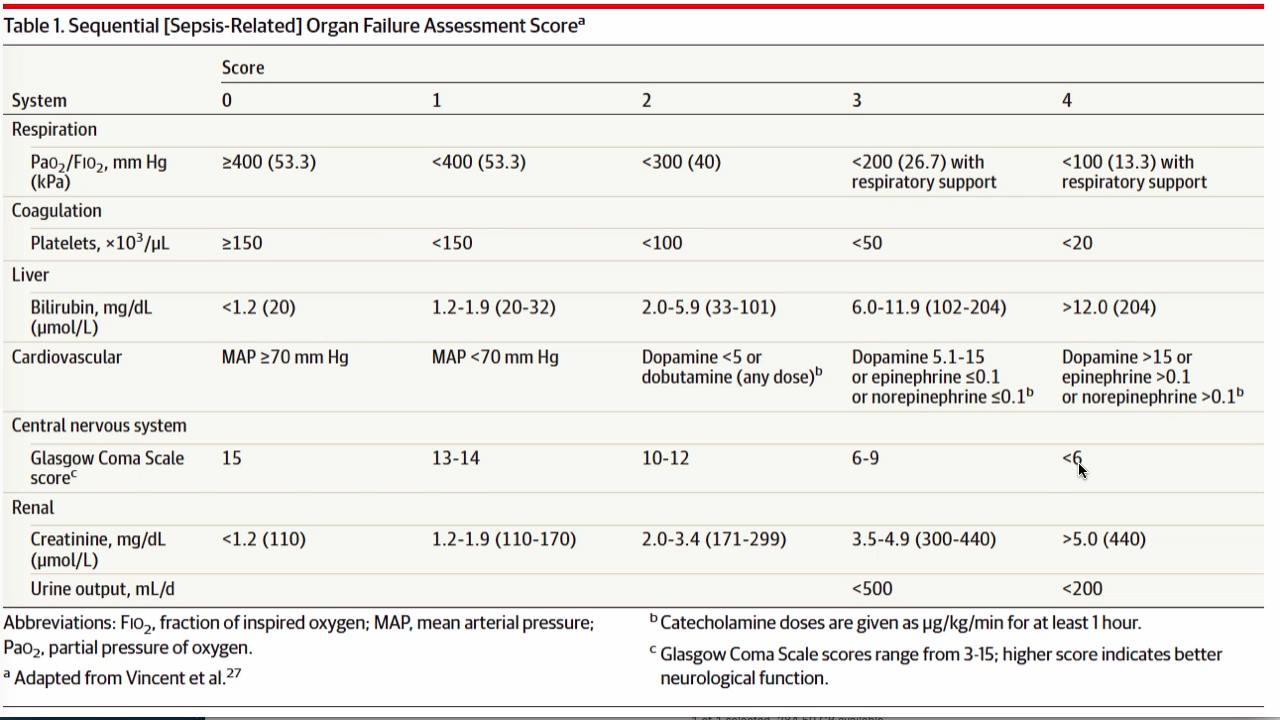 Table 1. Sequential [Sepsis-Related] Organ Failure Assessment Scoreᵃ
Score
System 0 1 2 3 4
Respiration
PaO₂/FIO₂, mm Hg ≥400 (53.3) <400 (53.3) <300 (40) <200 (26.7) with <100 (13.3) with
(kPa) respiratory support respiratory support
Coagulation
Platelets, ×10³/μL ≥150 <150 <100 <50 <20
Liver
Bilirubin, mg/dL <1.2 (20) 1.2-1.9 (20-32) 2.0-5.9 (33-101) 6.0-11.9 (102-204) >12.0 (204)
(μmol/L)
Cardiovascular MAP ≥70 mm Hg MAP <70 mm Hg Dopamine <5 or Dopamine 5.1-15 Dopamine >15 or
dobutamine (any dose)ᵇ or epinephrine ≤0.1 epinephrine >0.1
or norepinephrine ≤0.1ᵇ or norepinephrine >0.1ᵇ
Central nervous system
Glasgow Coma Scale 15 13-14 10-12 6-9 <6
scoreᶜ
Renal
Creatinine, mg/dL <1.2 (110) 1.2-1.9 (110-170) 2.0-3.4 (171-299) 3.5-4.9 (300-440) >5.0 (440)
(μmol/L)
Urine output, mL/d <500 <200
Abbreviations: FIO₂, fraction of inspired oxygen; MAP, mean arterial pressure;
PaO₂, partial pressure of oxygen.
ᵃ Adapted from Vincent et al.²⁷
ᵇ Catecholamine doses are given as μg/kg/min for at least 1 hour.
ᶜ Glasgow Coma Scale scores range from 3-15; higher score indicates better
neurological function.